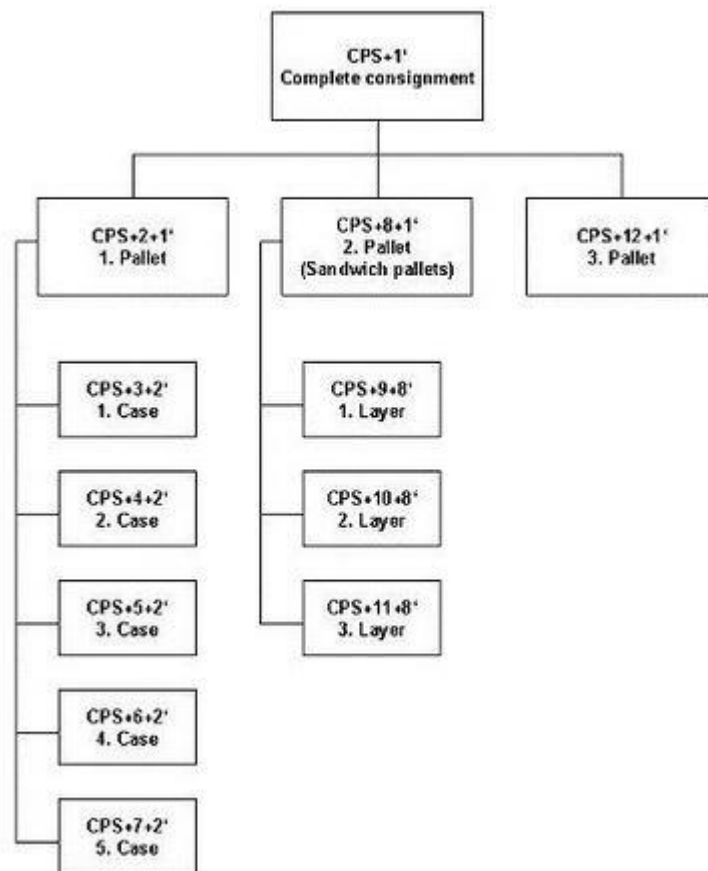 CPS+1‘
Complete consignment
CPS+2+1‘
1. Pallet
CPS+8+1‘
2. Pallet
(Sandwich pallets)
CPS+12+1‘
3. Pallet
CPS+3+2‘
1. Case
CPS+4+2‘
2. Case
CPS+5+2‘
3. Case
CPS+6+2‘
4. Case
CPS+7+2‘
5. Case
CPS+9+8‘
1. Layer
CPS+10+8‘
2. Layer
CPS+11+8‘
3. Layer